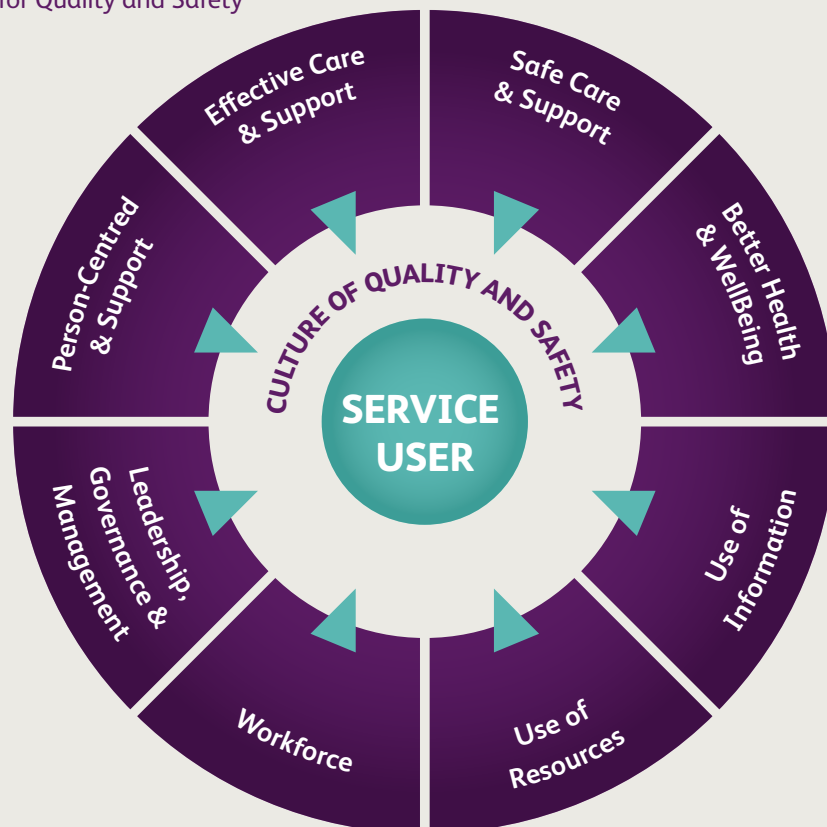 for Quality and Safety
Effective Care
& Support
Safe Care
& Support
Better Health
& WellBeing
Use of
Information
Use of
Resources
Workforce
Leadership,
Governance &
Management
Person-Centred
& Support
CULTURE OF QUALITY AND SAFETY
SERVICE
USER